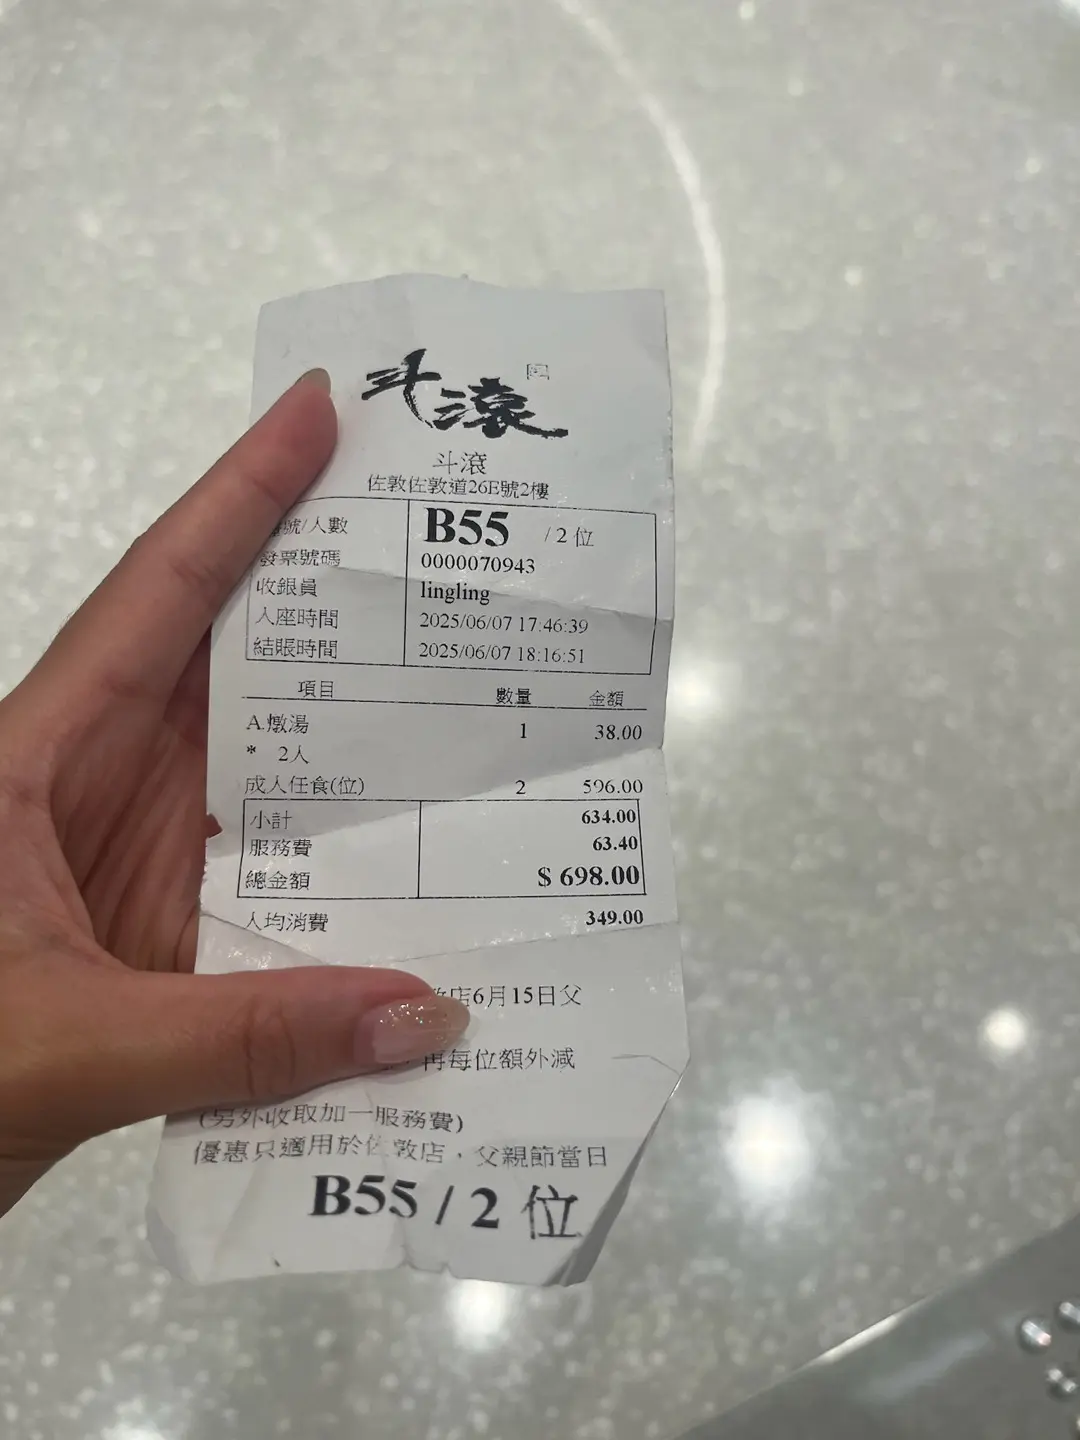 斗滾
斗滾
佐敦佐敦道26E號2樓
號/人數 B55 / 2 位
發票號碼 0000070943
收銀員 lingling
入座時間 2025/06/07 17:46:39
結賬時間 2025/06/07 18:16:51
項目 數量 金額
A.燉湯 1 38.00
* 2人
成人任食(位) 2 596.00
小計 634.00
服務費 63.40
總金額 $ 698.00
人均消費 349.00
店6月15日父
再每位額外減
(另外收取加一服務費)
優惠只適用於佐敦店，父親節當日
B55 / 2 位